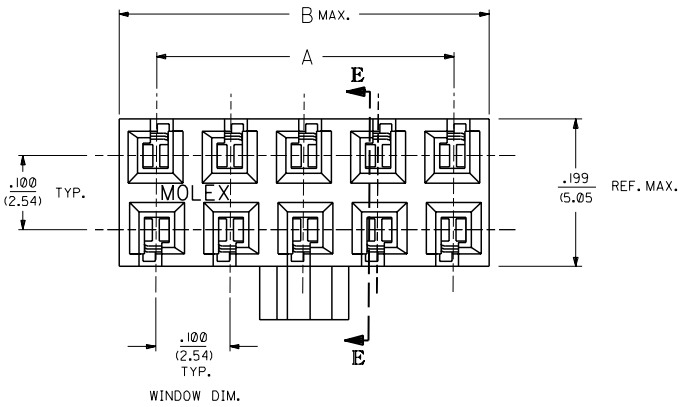 B MAX.
A
E
.100
(2.54)
TYP.
MOLEX
.199
(5.05
REF. MAX.
.100
(2.54)
TYP.
E
WINDOW DIM.